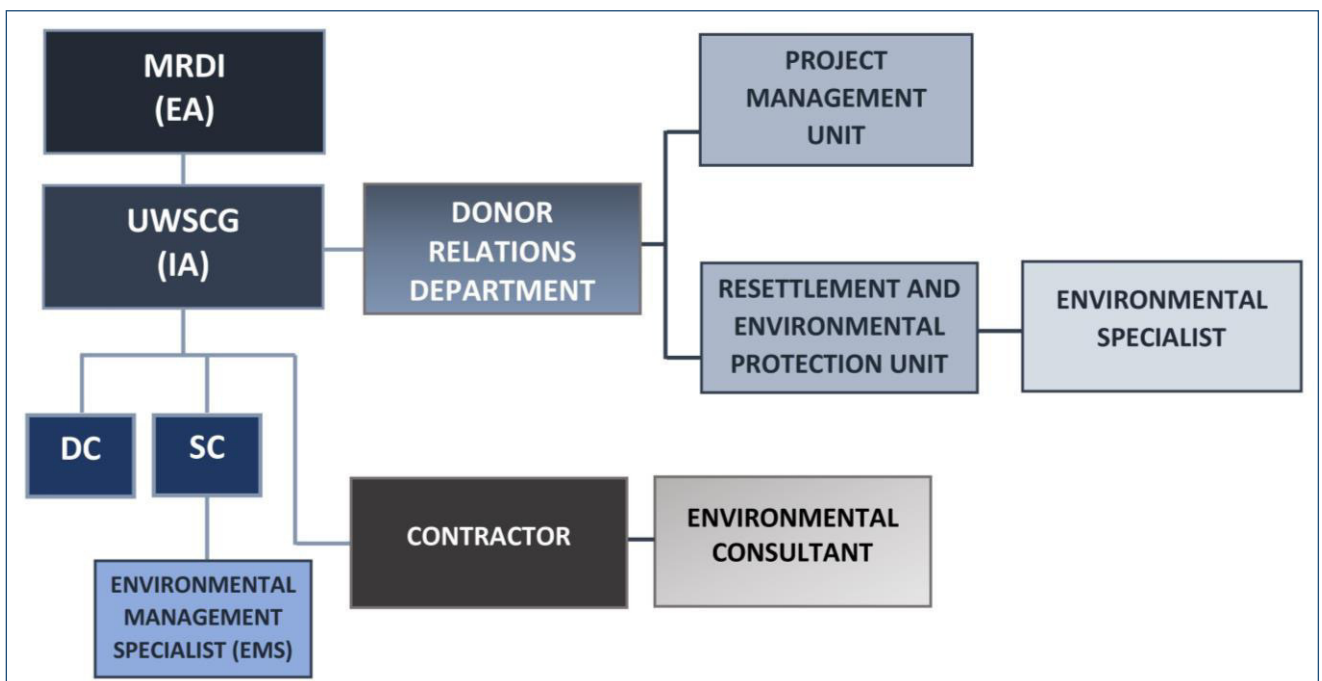 MRDI
(EA)
PROJECT
MANAGEMENT
UNIT
UWSCG
(IA)
DONOR
RELATIONS
DEPARTMENT
RESETTLEMENT AND
ENVIRONMENTAL
PROTECTION UNIT
ENVIRONMENTAL
SPECIALIST
DC
SC
CONTRACTOR
ENVIRONMENTAL
CONSULTANT
ENVIRONMENTAL
MANAGEMENT
SPECIALIST (EMS)